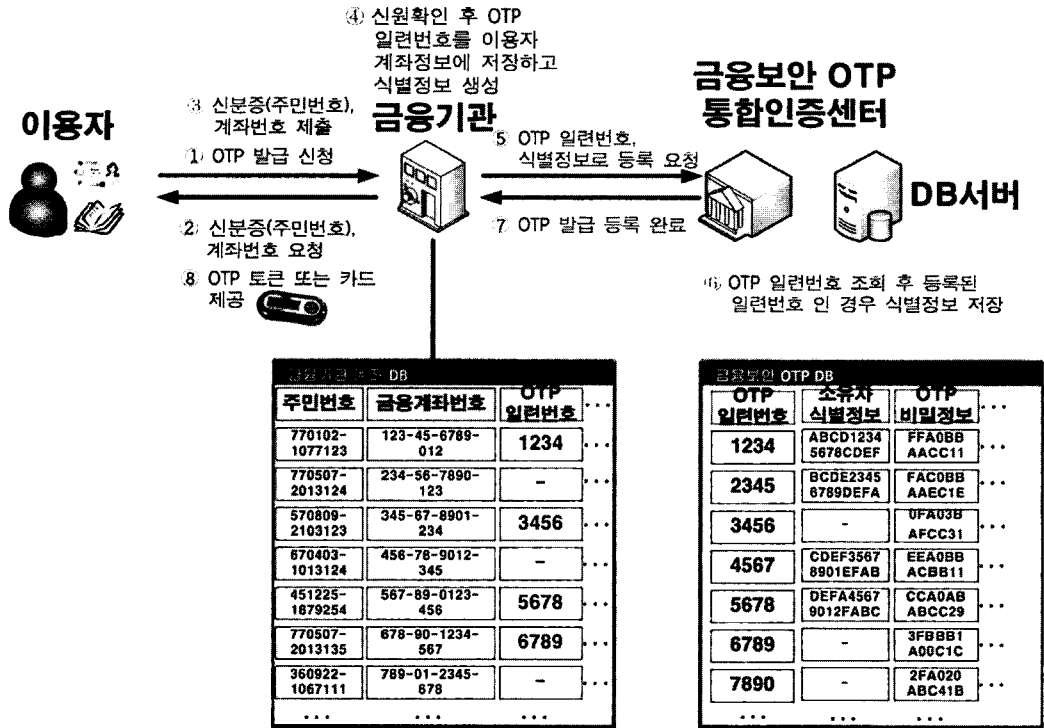 ④ 신원확인 후 OTP
일련번호를 이용자
계좌정보에 저장하고
식별정보 생성
금융보안 OTP
통합인증센터
이용자
③ 신분증(주민번호),
계좌번호 제출
금융기관
① OTP 발급 신청
⑤ OTP 일련번호,
식별정보로 등록 요청
DB서버
② 신분증(주민번호),
계좌번호 요청
⑦ OTP 발급 등록 완료
⑧ OTP 토큰 또는 카드
제공
⑥ OTP 일련번호 조회 후 등록된
일련번호 인 경우 식별정보 저장
금융기관 계좌 DB
주민번호 금융계좌번호 OTP
일련번호 ...
770102- 123-45-6789- 1234 ...
1077123 012
770507- 234-56-7890- - ...
2013124 123
570809- 345-67-8901- 3456 ...
2103123 234
670403- 456-78-9012- - ...
1013124 345
451225- 567-89-0123- 5678 ...
1679254 456
770507- 678-90-1234- 6789 ...
2013135 567
360922- 789-01-2345- - ...
1067111 678
... ... ...
금융보안 OTP DB
OTP 소유자 OTP ...
일련번호 식별정보 비밀정보
1234 ABCD1234 FFA0BB ...
5678CDEF AACC11
2345 BCDE2345 FAC0BB ...
6789DEFA AAEC1E
3456 - 0FA03B ...
AFCC31
4567 CDEF3567 EEA0BB ...
8901EFAB ACBB11
5678 DEFA4567 CCA0AB ...
9012FABC ABCC29
6789 - 3FBBB1 ...
A00C1C
7890 - 2FA020 ...
ABC41B
... ... ...